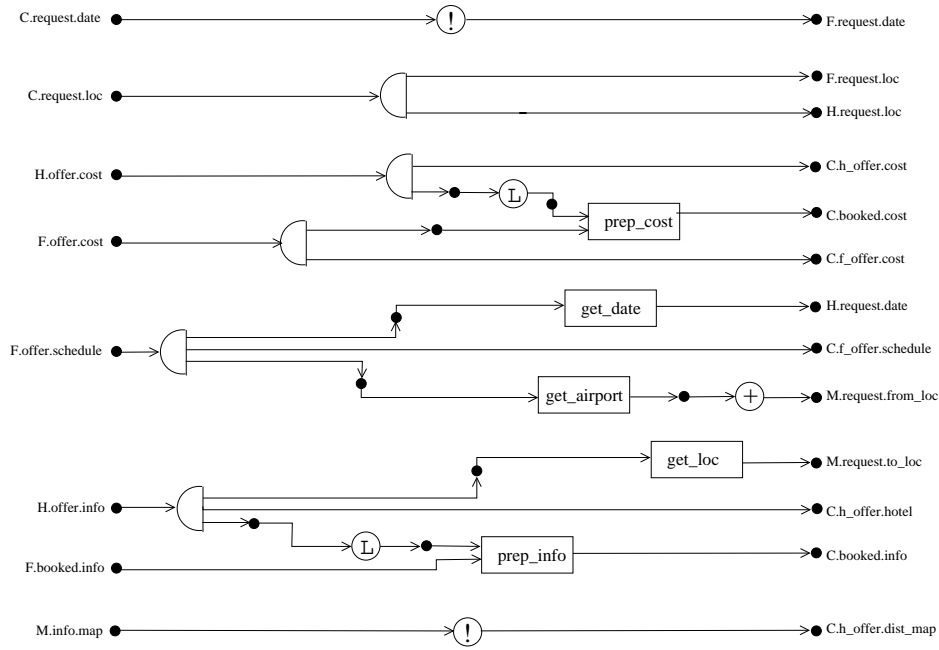 C.request.date
!
F.request.date
C.request.loc
F.request.loc
H.request.loc
H.offer.cost
C.h_offer.cost
L
prep_cost
C.booked.cost
F.offer.cost
C.f_offer.cost
get_date
H.request.date
F.offer.schedule
C.f_offer.schedule
get_airport
+
M.request.from_loc
get_loc
M.request.to_loc
H.offer.info
C.h_offer.hotel
L
prep_info
C.booked.info
F.booked.info
M.info.map
!
C.h_offer.dist_map